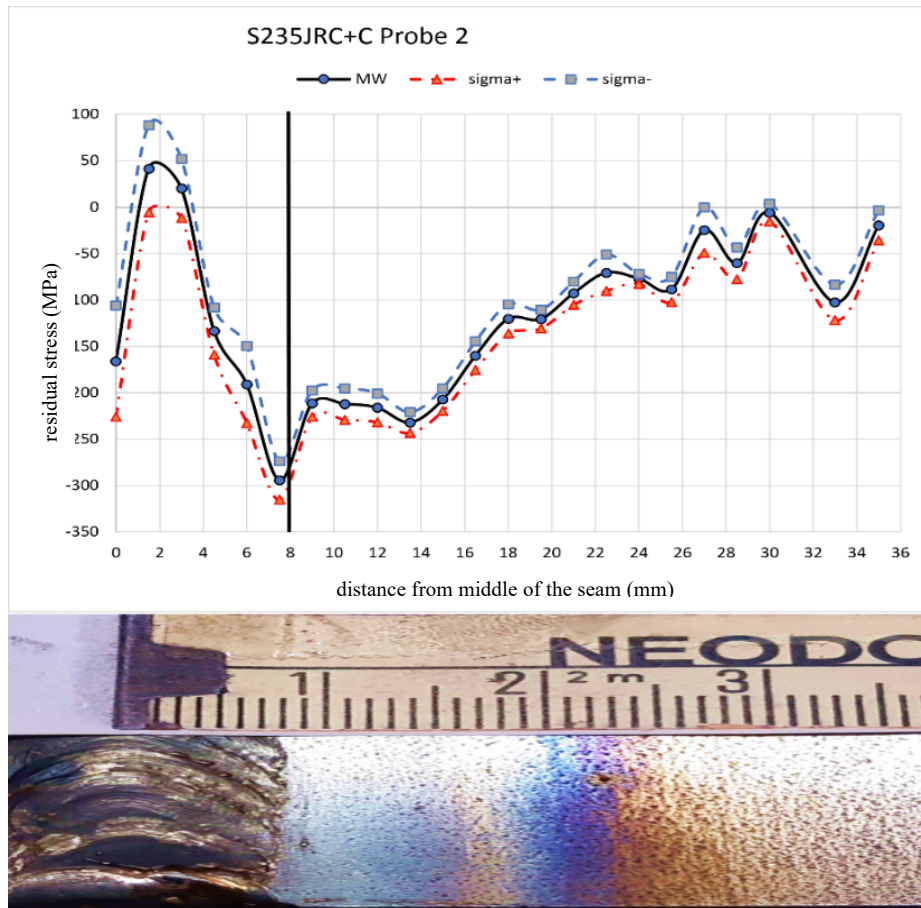 S235JRC+C Probe 2
MW sigma+ sigma-
100
50
0
-50
100
150
200
250
-300
-350
residual stress (MPa)
0 2 4 6 8 10 12 14 16 18 20 22 24 26 28 30 32 34 36
distance from middle of the seam (mm)
1 2 2 m 3